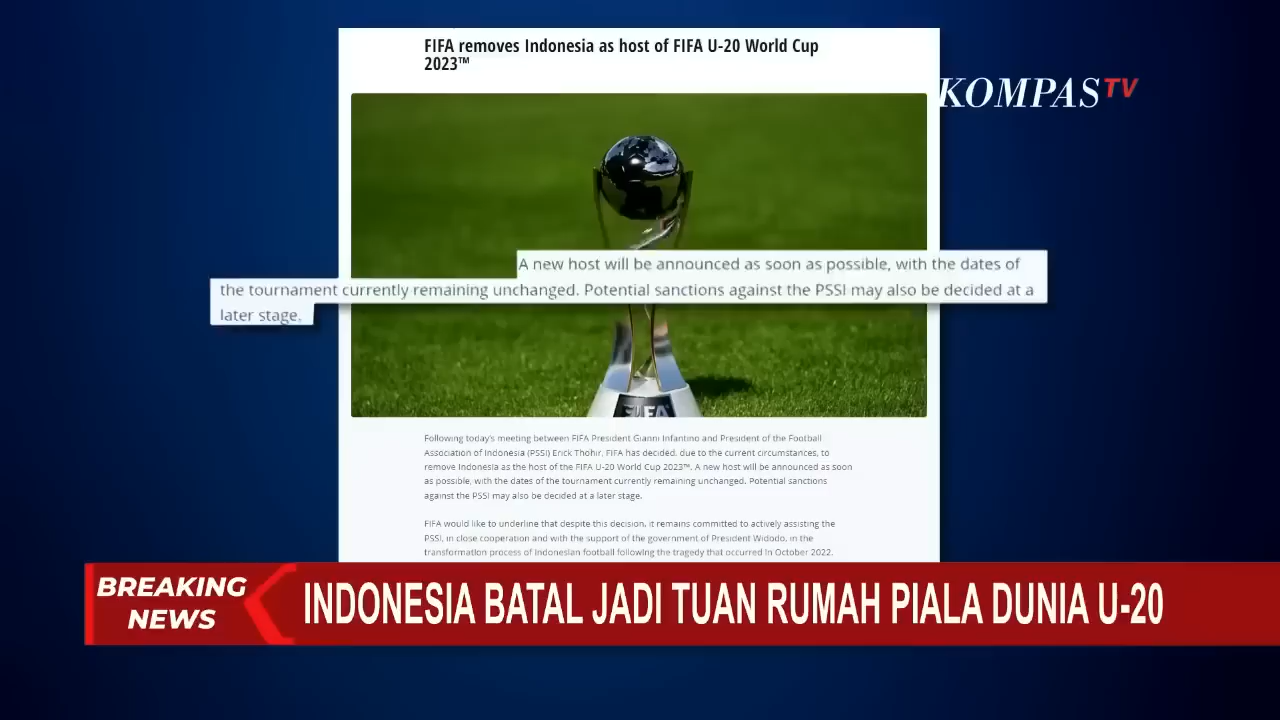 FIFA removes Indonesia as host of FIFA U-20 World Cup
2023™
KOMPAS TV
A new host will be announced as soon as possible, with the dates of
the tournament currently remaining unchanged. Potential sanctions against the PSSI may also be decided at a
later stage.
FIFA
Following today's meeting between FIFA President Gianni Infantino and President of the Football
Association of Indonesia (PSSI) Erick Thohir, FIFA has decided, due to the current circumstances, to
remove Indonesia as the host of the FIFA U-20 World Cup 2023™. A new host will be announced as soon
as possible, with the dates of the tournament currently remaining unchanged. Potential sanctions
against the PSSI may also be decided at a later stage.
FIFA would like to underline that despite this decision, it remains committed to actively assisting the
PSSI, in close cooperation and with the support of the government of President Widodo, in the
transformation process of Indonesian football following the tragedy that occurred in October 2022.
BREAKING
NEWS
INDONESIA BATAL JADI TUAN RUMAH PIALA DUNIA U-20